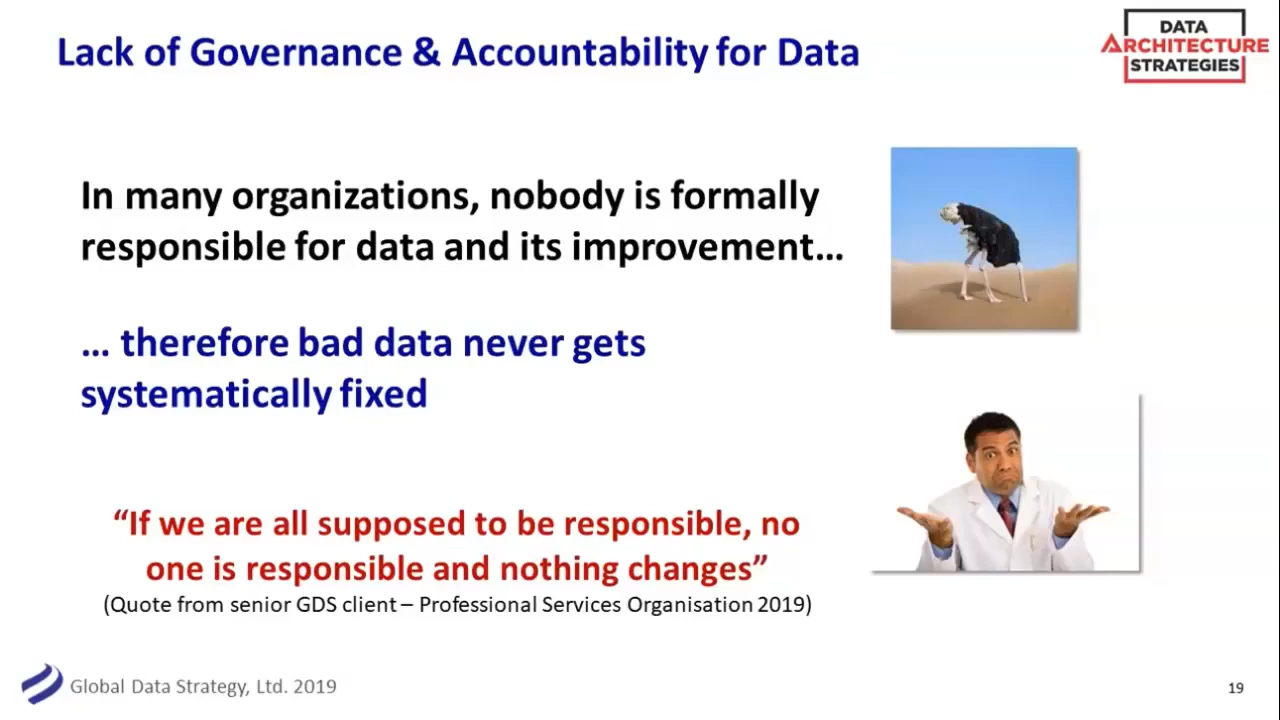 Lack of Governance & Accountability for Data
DATA
ARCHITECTURE
STRATEGIES
In many organizations, nobody is formally
responsible for data and its improvement…
… therefore bad data never gets
systematically fixed
“If we are all supposed to be responsible, no
one is responsible and nothing changes”
(Quote from senior GDS client – Professional Services Organisation 2019)
Global Data Strategy, Ltd. 2019
19